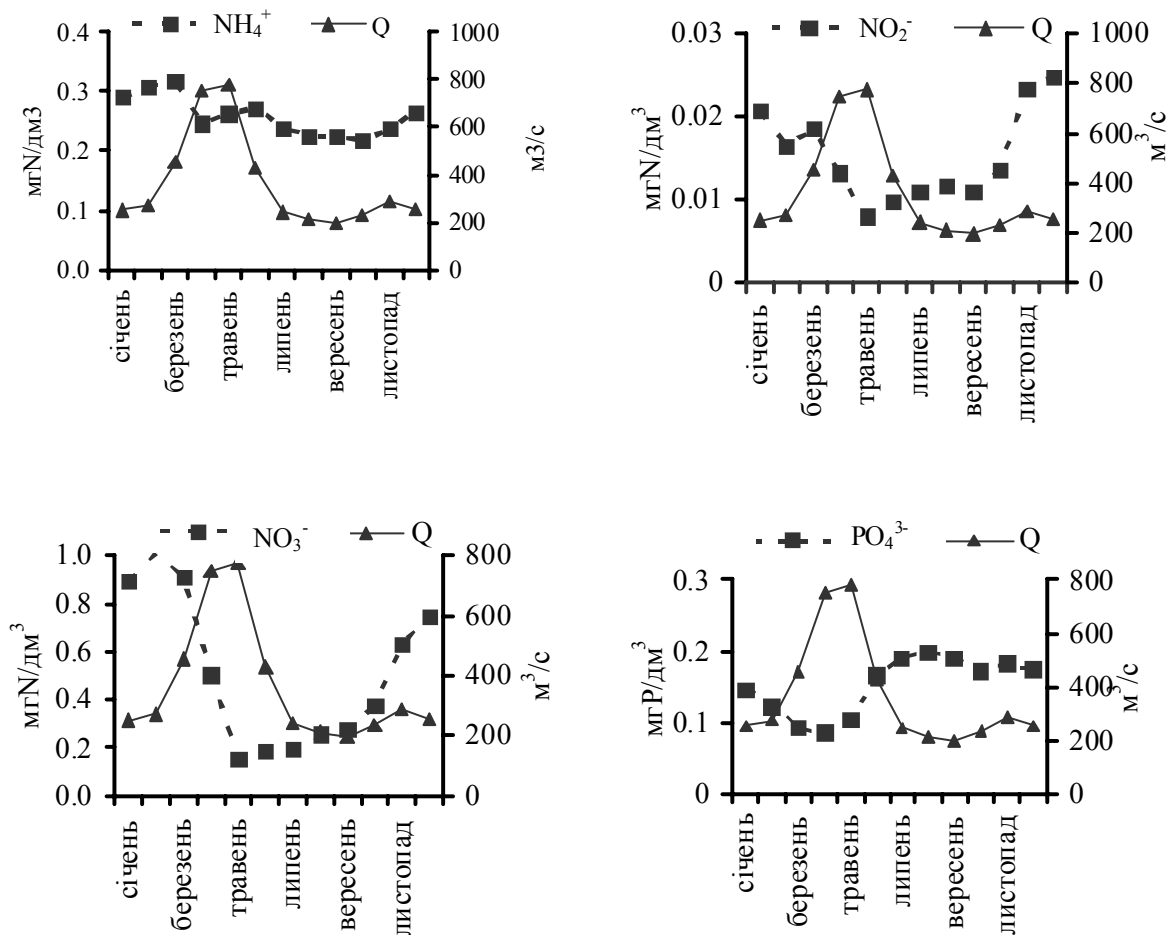 NH₄⁺ Q
0.4
0.3
0.2
0.1
0.0
мгN/дм3
1000
800
600
400
200
0
м3/с
січень
березень
травень
липень
вересень
листопад
NO₂⁻ Q
0.03
0.02
0.01
0
мгN/дм³
1000
800
600
400
200
0
м³/с
січень
березень
травень
липень
вересень
листопад
NO₃⁻ Q
1.0
0.8
0.6
0.4
0.2
0.0
мгN/дм³
800
600
400
200
0
м³/с
січень
березень
травень
липень
вересень
листопад
PO₄³⁻ Q
0.3
0.2
0.1
0
мгP/дм³
800
600
400
200
0
м³/с
січень
березень
травень
липень
вересень
листопад